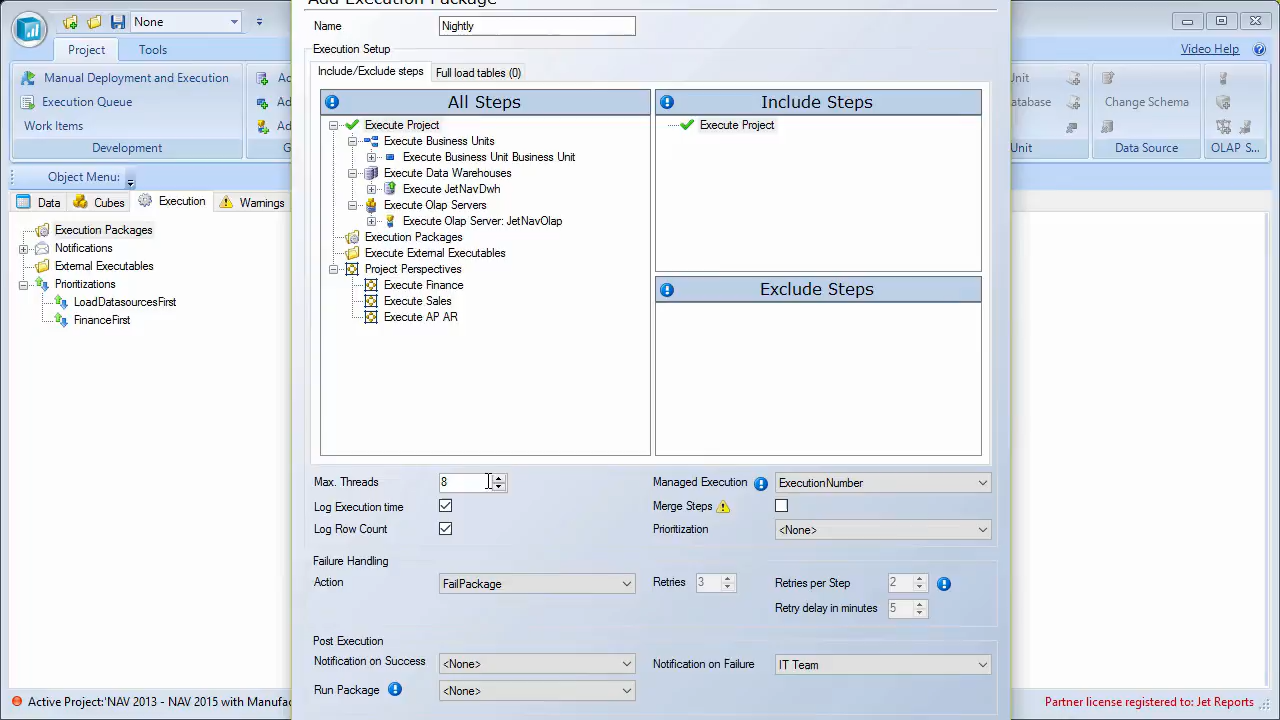 None
Project
Tools
Video Help
Manual Deployment and Execution
Execution Queue
Work Items
Development
Object Menu:
Data
Cubes
Execution
Warnings
Execution Packages
Notifications
External Executables
Prioritizations
LoadDatasourcesFirst
FinanceFirst
Add Execution Package
Name
Nightly
Execution Setup
Include/Exclude steps
Full load tables (0)
All Steps
Execute Project
Execute Business Units
Execute Business Unit Business Unit
Execute Data Warehouses
Execute JetNavDwh
Execute Olap Servers
Execute Olap Server: JetNavOlap
Execution Packages
Execute External Executables
Project Perspectives
Execute Finance
Execute Sales
Execute AP AR
Include Steps
Execute Project
Exclude Steps
Max. Threads
8
Log Execution time
Log Row Count
Managed Execution
ExecutionNumber
Merge Steps
Prioritization
<None>
Failure Handling
Action
FailPackage
Retries
3
Retries per Step
2
Retry delay in minutes
5
Post Execution
Notification on Success
<None>
Notification on Failure
IT Team
Run Package
<None>
Change Schema
Unit
Data Source
OLAP S...
Active Project:'NAV 2013 - NAV 2015 with Manufac
Partner license registered to: Jet Reports